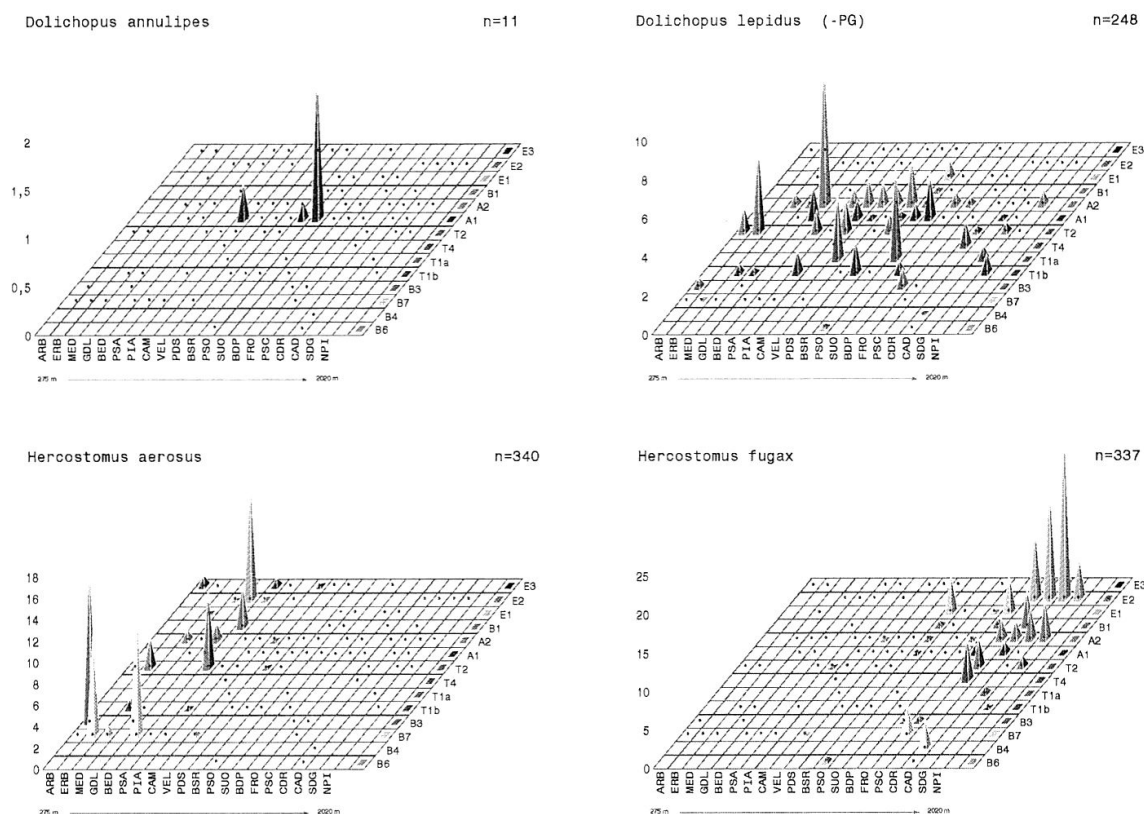 Dolichopus annulipes n=11
2
1,5
1
0,5
0
E3
E2
E1
B1
A2
A1
T2
T4
T1a
T1b
B3
B7
B4
B6
ARB ERB MED GDL BED PSA PIA CAM VEL PDS BSR PSO SUO BDP FRO PSC CDR CAD SDG NPI
275 m 2020 m
Dolichopus lepidus (-PG) n=248
10
8
6
4
2
0
E3
E2
E1
B1
A2
A1
T2
T4
T1a
T1b
B3
B7
B4
B6
ARB ERB MED GDL BED PSA PIA CAM VEL PDS BSR PSO SUO BDP FRO PSC CDR CAD SDG NPI
275 m 2020 m
Hercostomus aerosus n=340
18
16
14
12
10
8
6
4
2
0
E3
E2
E1
B1
A2
A1
T2
T4
T1a
T1b
B3
B7
B4
B6
ARB ERB MED GDL BED PSA PIA CAM VEL PDS BSR PSO SUO BDP FRO PSC CDR CAD SDG NPI
275 m 2020 m
Hercostomus fugax n=337
25
20
15
10
5
0
E3
E2
E1
B1
A2
A1
T2
T4
T1a
T1b
B3
B7
B4
B6
ARB ERB MED GDL BED PSA PIA CAM VEL PDS BSR PSO SUO BDP FRO PSC CDR CAD SDG NPI
275 m 2020 m